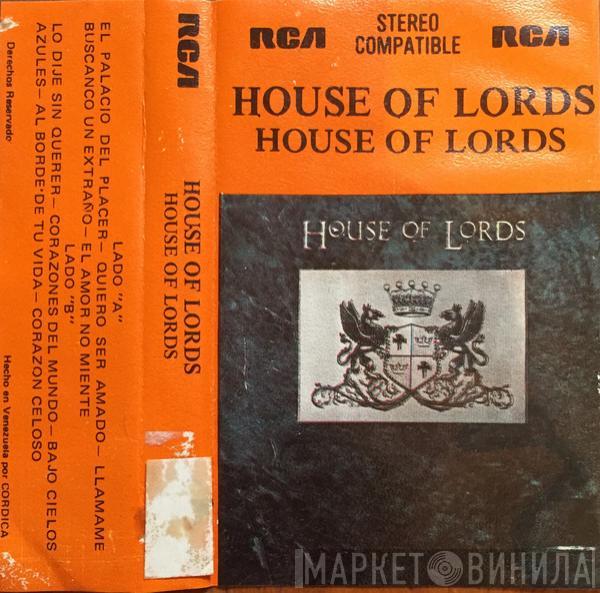 RCA
STEREO
COMPATIBLE
RCA
HOUSE OF LORDS
HOUSE OF LORDS
HOUSE OF LORDS
RCA
HOUSE OF LORDS
HOUSE OF LORDS
LADO "A"
EL PALACIO DEL PLACER— QUIERO SER AMADO— LLAMAME
BUSCANCO UN EXTRAÑO— EL AMOR NO MIENTE
LADO "B"
LO DIJE SIN QUERER— CORAZONES DEL MUNDO— BAJO CIELOS
AZULES— AL BORDE'DE TU VIDA— CORAZON CELOSO
Derechos Reservado
Hecho en Venezuela por CORDICA
МАРКЕТ ВИНИЛА